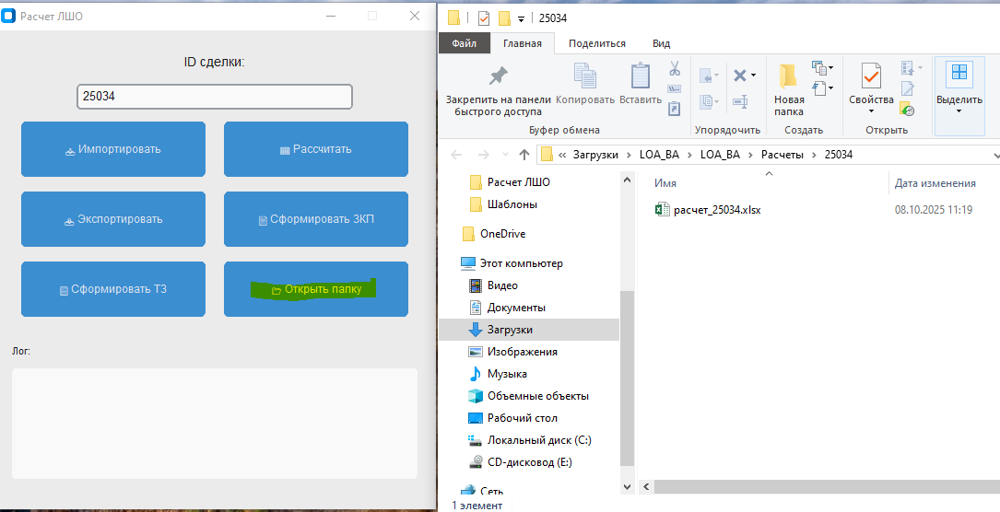 Расчет ЛШО
ID сделки:
25034
Импортировать
Рассчитать
Экспортировать
Сформировать ЗКП
Сформировать ТЗ
Открыть папку
Лог:
25034
Файл
Главная
Поделиться
Вид
Закрепить на панели
быстрого доступа
Копировать
Вставить
Новая
папка
Свойства
Выделить
Буфер обмена
Упорядочить
Создать
Открыть
« Загрузки > LOA_BA > LOA_BA > Расчеты > 25034
Расчет ЛШО
Шаблоны
OneDrive
Этот компьютер
Видео
Документы
Загрузки
Изображения
Музыка
Объемные объекты
Рабочий стол
Локальный диск (C:)
CD-дисковод (E:)
Сеть
Имя
Дата изменения
расчет_25034.xlsx
08.10.2025 11:19
1 элемент